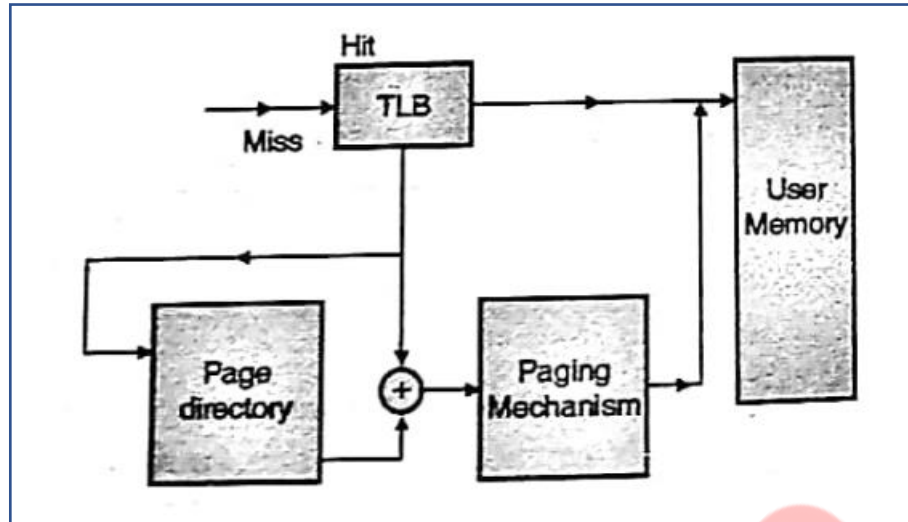 Hit
TLB
Miss
User
Memory
Page
directory
+
Paging
Mechanism